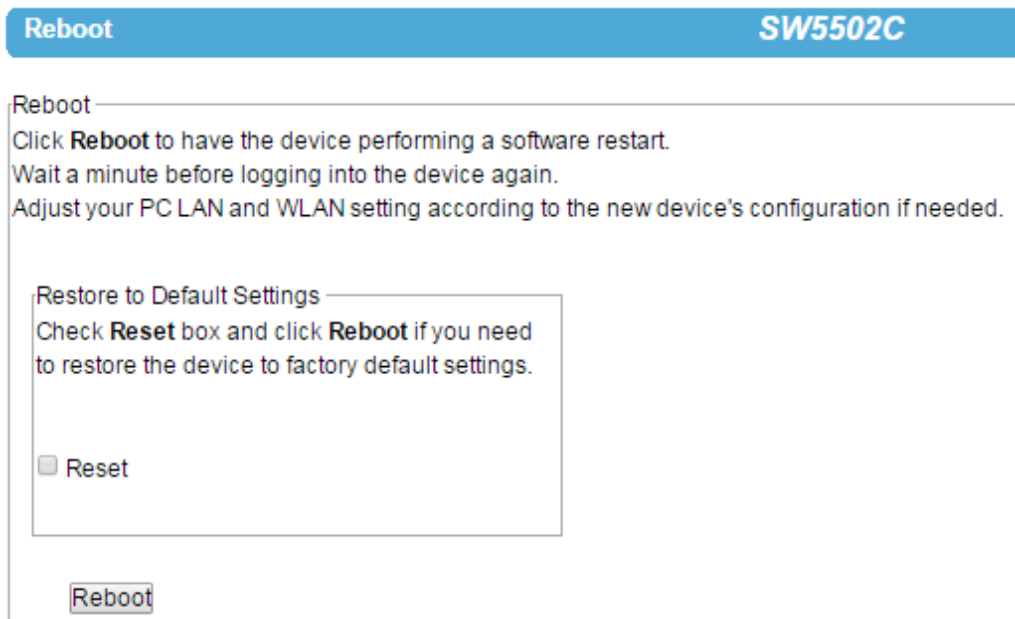 Reboot SW5502C
Reboot
Click Reboot to have the device performing a software restart.
Wait a minute before logging into the device again.
Adjust your PC LAN and WLAN setting according to the new device's configuration if needed.
Restore to Default Settings
Check Reset box and click Reboot if you need
to restore the device to factory default settings.
Reset
Reboot